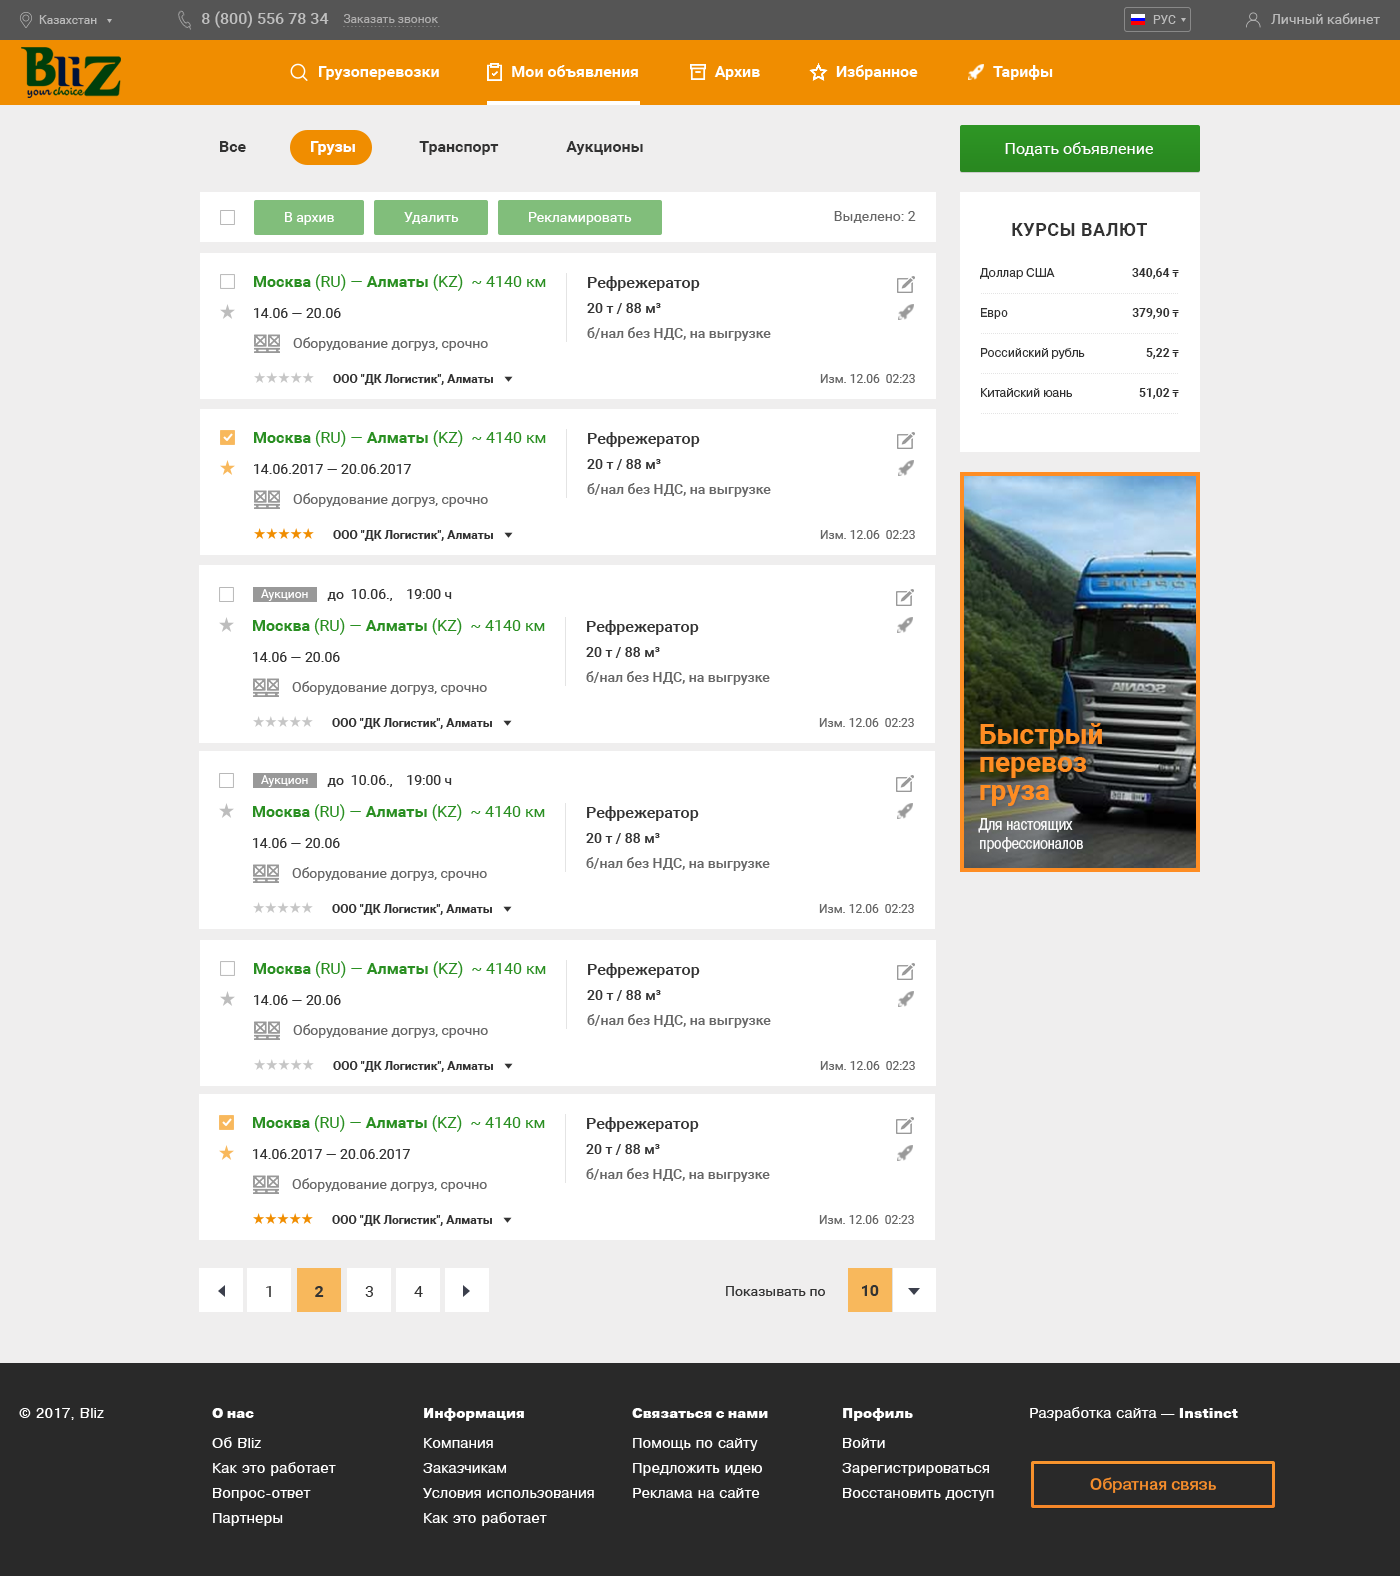 Казахстан
8 (800) 556 78 34
Заказать звонок
РУС
Личный кабинет
BliZ
your choice
Грузоперевозки
Мои объявления
Архив
Избранное
Тарифы
Все
Грузы
Транспорт
Аукционы
Подать объявление
В архив
Удалить
Рекламировать
Выделено: 2
Москва (RU) — Алматы (KZ) ~ 4140 км
14.06 — 20.06
Оборудование догруз, срочно
ООО "ДК Логистик", Алматы
Рефрежератор
20 т / 88 м³
б/нал без НДС, на выгрузке
Изм. 12.06 02:23
Москва (RU) — Алматы (KZ) ~ 4140 км
14.06.2017 — 20.06.2017
Оборудование догруз, срочно
ООО "ДК Логистик", Алматы
Рефрежератор
20 т / 88 м³
б/нал без НДС, на выгрузке
Изм. 12.06 02:23
Аукцион до 10.06., 19:00 ч
Москва (RU) — Алматы (KZ) ~ 4140 км
14.06 — 20.06
Оборудование догруз, срочно
ООО "ДК Логистик", Алматы
Рефрежератор
20 т / 88 м³
б/нал без НДС, на выгрузке
Изм. 12.06 02:23
Аукцион до 10.06., 19:00 ч
Москва (RU) — Алматы (KZ) ~ 4140 км
14.06 — 20.06
Оборудование догруз, срочно
ООО "ДК Логистик", Алматы
Рефрежератор
20 т / 88 м³
б/нал без НДС, на выгрузке
Изм. 12.06 02:23
Москва (RU) — Алматы (KZ) ~ 4140 км
14.06 — 20.06
Оборудование догруз, срочно
ООО "ДК Логистик", Алматы
Рефрежератор
20 т / 88 м³
б/нал без НДС, на выгрузке
Изм. 12.06 02:23
Москва (RU) — Алматы (KZ) ~ 4140 км
14.06.2017 — 20.06.2017
Оборудование догруз, срочно
ООО "ДК Логистик", Алматы
Рефрежератор
20 т / 88 м³
б/нал без НДС, на выгрузке
Изм. 12.06 02:23
1
2
3
4
Показывать по
10
КУРСЫ ВАЛЮТ
Доллар США 340,64 ₸
Евро 379,90 ₸
Российский рубль 5,22 ₸
Китайский юань 51,02 ₸
SCANIA
Быстрый
перевоз
груза
Для настоящих
профессионалов
© 2017, Bliz
О нас
Об Bliz
Как это работает
Вопрос-ответ
Партнеры
Информация
Компания
Заказчикам
Условия использования
Как это работает
Связаться с нами
Помощь по сайту
Предложить идею
Реклама на сайте
Профиль
Войти
Зарегистрироваться
Восстановить доступ
Разработка сайта — Instinct
Обратная связь